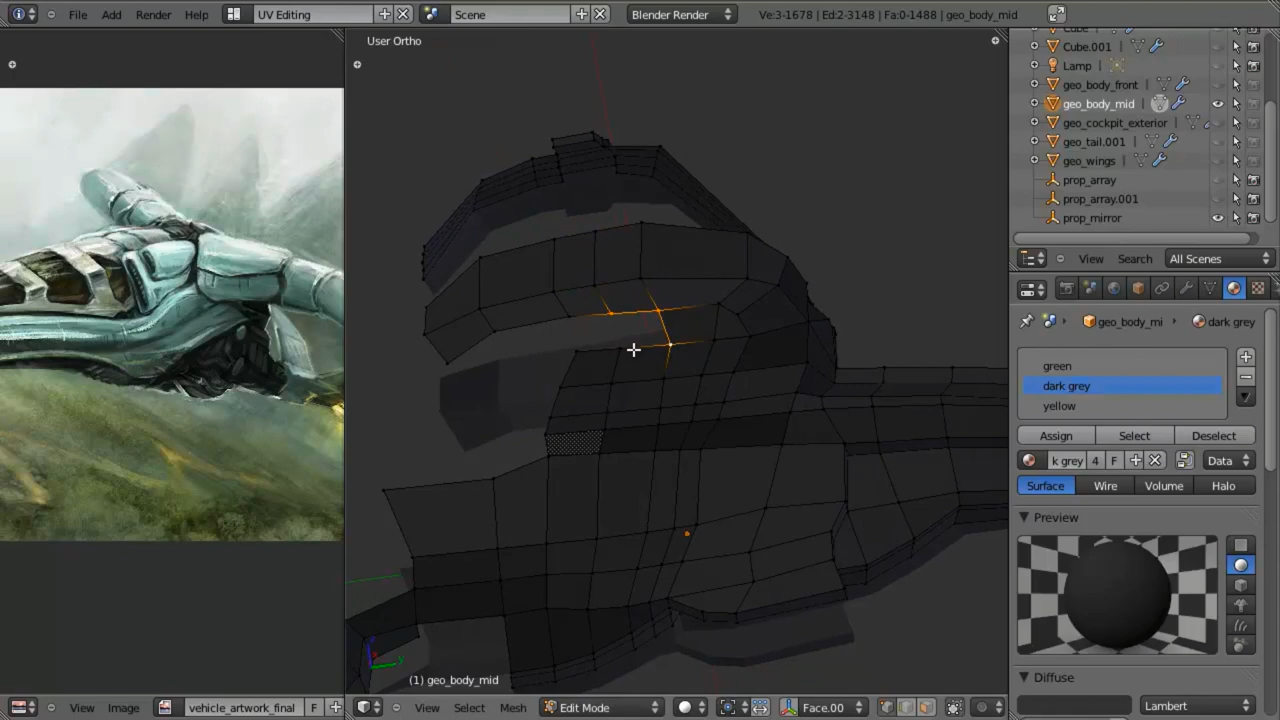 File Add Render Help UV Editing Scene Blender Render Ve:3-1678 | Ed:2-3148 | Fa:0-1488 | geo_body_mid
User Ortho
Cube
Cube.001
Lamp
geo_body_front
geo_body_mid
geo_cockpit_exterior
geo_tail.001
geo_wings
prop_array
prop_array.001
prop_mirror
View Search All Scenes
geo_body_mi dark grey
green
dark grey
yellow
Assign Select Deselect
k grey 4 F Data
Surface Wire Volume Halo
Preview
Diffuse
Lambert
(1) geo_body_mid
View Image vehicle_artwork_final F View Select Mesh Edit Mode Face.00